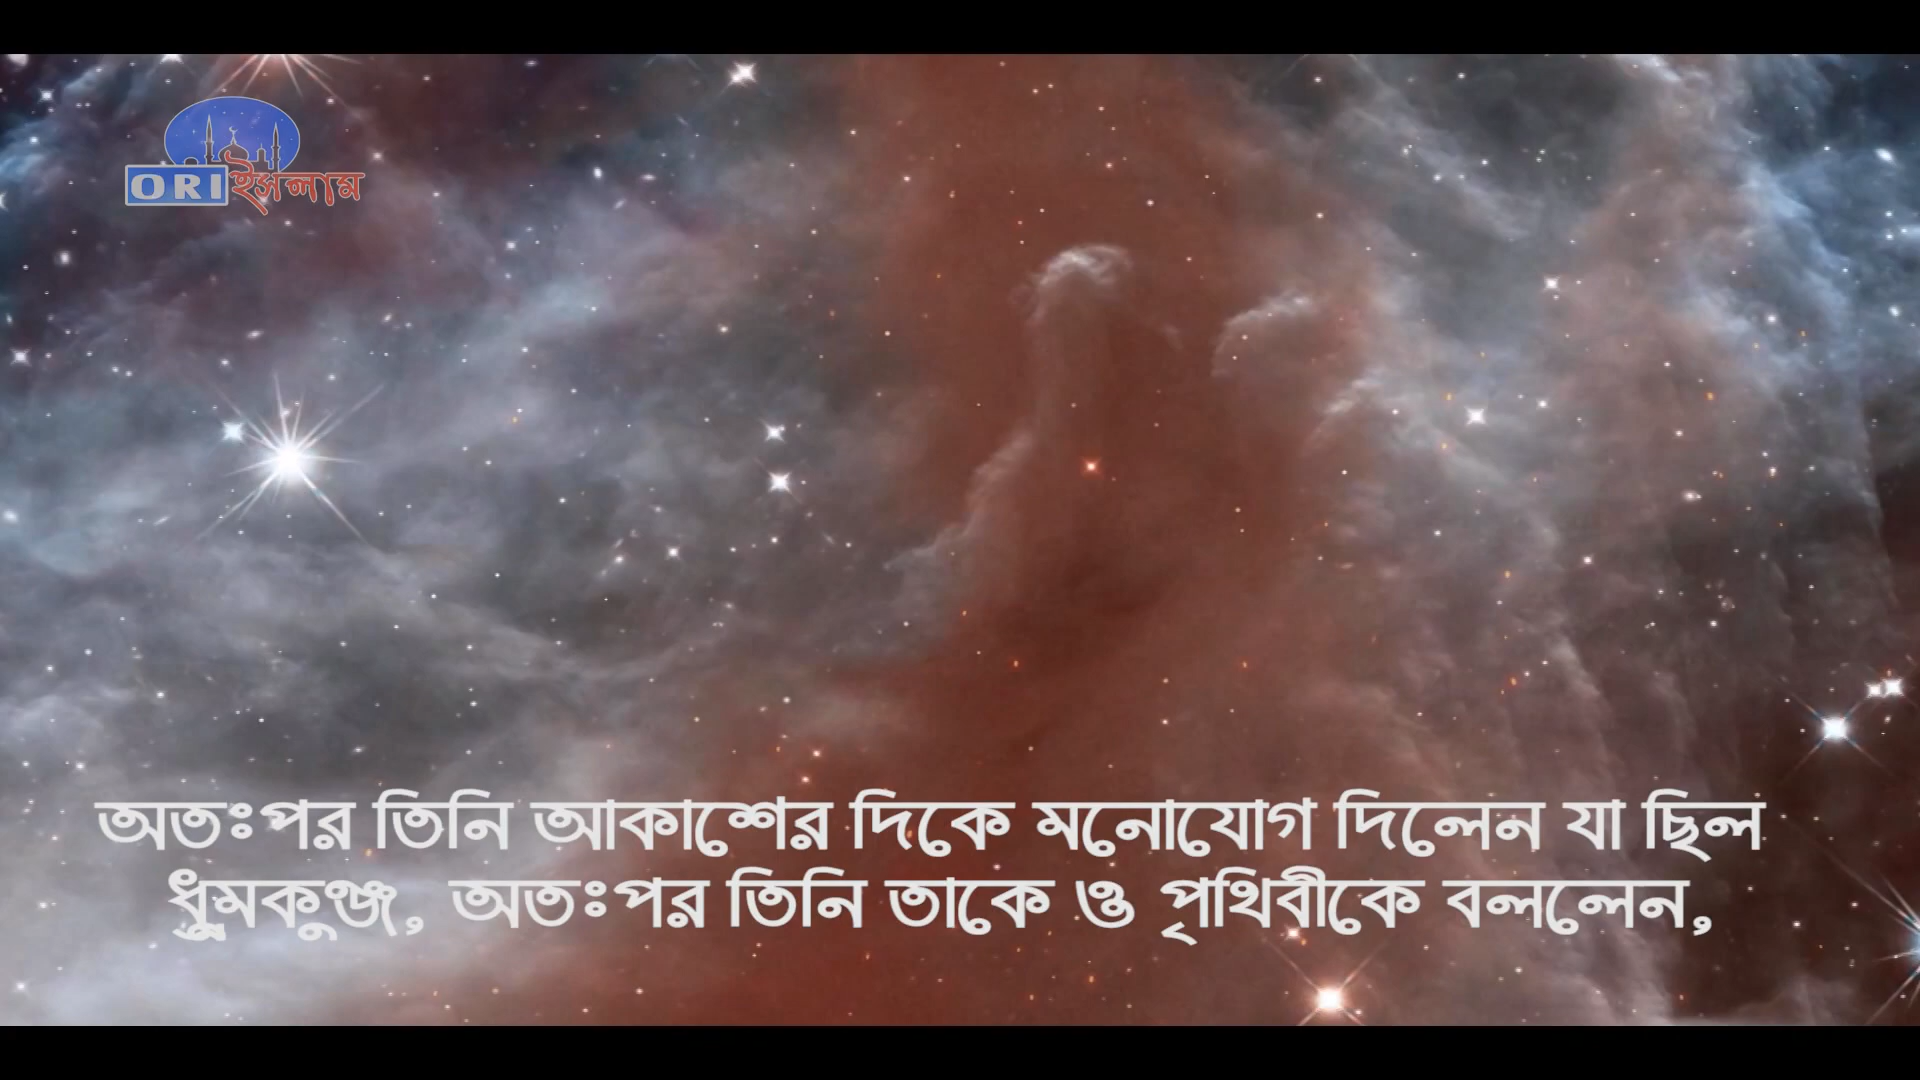 ORI ইসলাম
অতঃপর তিনি আকাশের দিকে মনোযোগ দিলেন যা ছিল
ধুম্রকুঞ্জ, অতঃপর তিনি তাকে ও পৃথিবীকে বললেন,